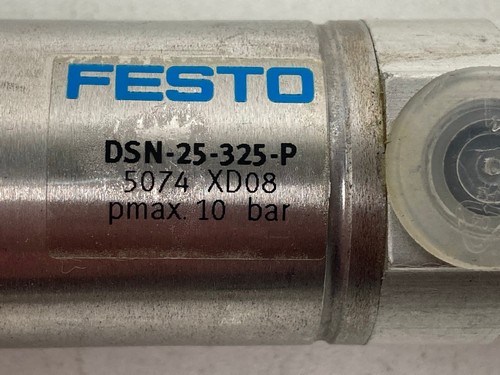 FESTO
DSN-25-325-P
5074 XD08
pmax. 10 bar